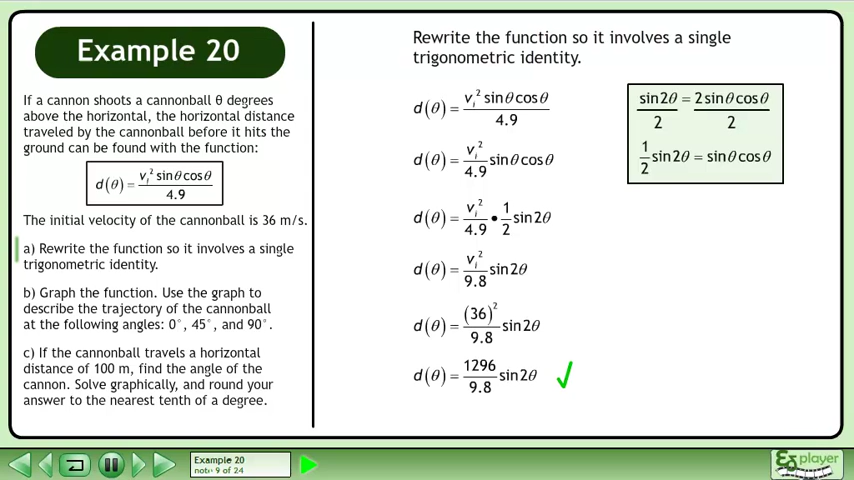 Example 20
If a cannon shoots a cannonball θ degrees
above the horizontal, the horizontal distance
traveled by the cannonball before it hits the
ground can be found with the function:
d(θ) = vᵢ² sinθcosθ / 4.9
The initial velocity of the cannonball is 36 m/s.
a) Rewrite the function so it involves a single
trigonometric identity.
b) Graph the function. Use the graph to
describe the trajectory of the cannonball
at the following angles: 0°, 45°, and 90°.
c) If the cannonball travels a horizontal
distance of 100 m, find the angle of the
cannon. Solve graphically, and round your
answer to the nearest tenth of a degree.
Rewrite the function so it involves a single
trigonometric identity.
d(θ) = vᵢ² sinθcosθ / 4.9
d(θ) = vᵢ² / 4.9 sinθcosθ
d(θ) = vᵢ² / 4.9 • 1/2 sin2θ
d(θ) = vᵢ² / 9.8 sin2θ
d(θ) = (36)² / 9.8 sin2θ
d(θ) = 1296 / 9.8 sin2θ
sin2θ / 2 = 2sinθcosθ / 2
1/2 sin2θ = sinθcosθ
Example 20
note 9 of 24
player